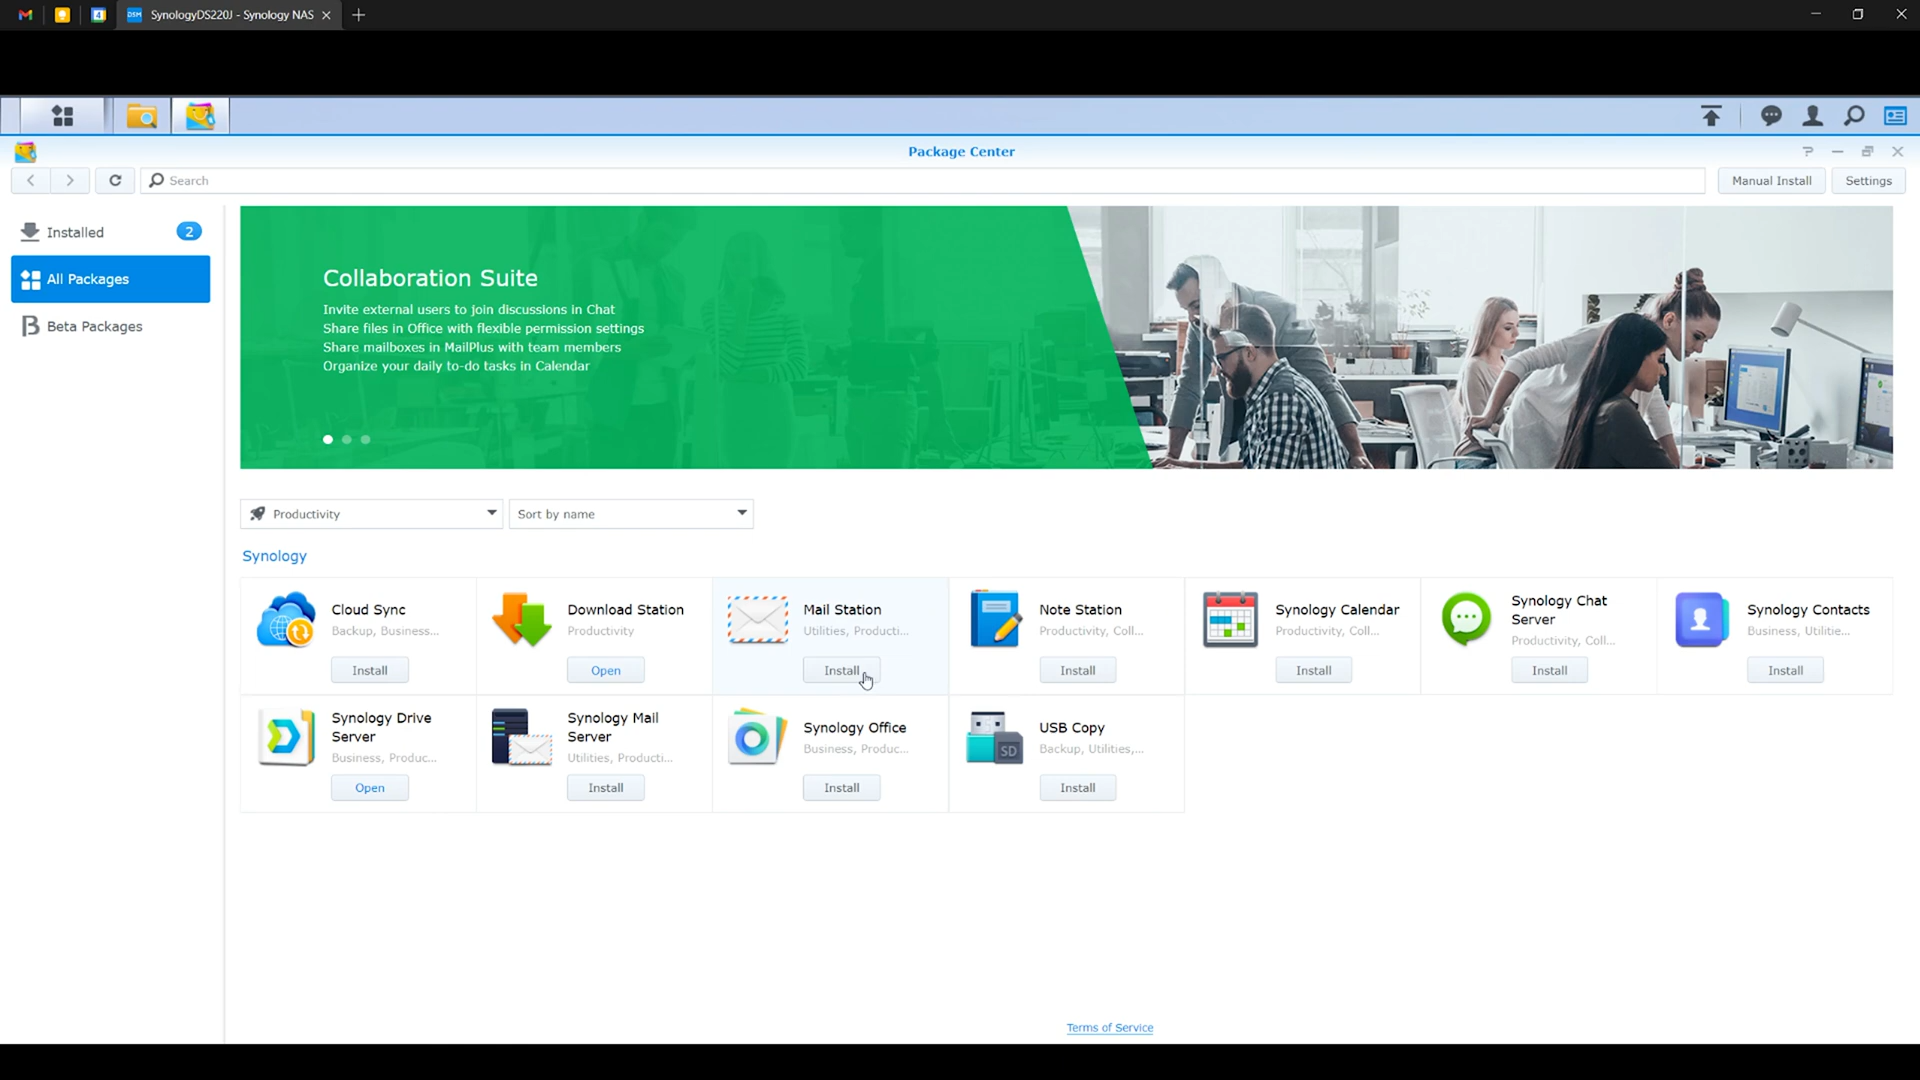 SynologyDS220J - Synology NAS
Package Center
Search
Manual Install
Settings
Installed
2
All Packages
Beta Packages
Collaboration Suite
Invite external users to join discussions in Chat
Share files in Office with flexible permission settings
Share mailboxes in MailPlus with team members
Organize your daily to-do tasks in Calendar
Productivity
Sort by name
Synology
Cloud Sync
Backup, Business...
Install
Download Station
Productivity
Open
Mail Station
Utilities, Producti...
Install
Note Station
Productivity, Coll...
Install
Synology Calendar
Productivity, Coll...
Install
Synology Chat
Server
Productivity, Coll...
Install
Synology Contacts
Business, Utilitie...
Install
Synology Drive
Server
Business, Produc...
Open
Synology Mail
Server
Utilities, Producti...
Install
Synology Office
Business, Produc...
Install
SD
USB Copy
Backup, Utilities,...
Install
Terms of Service